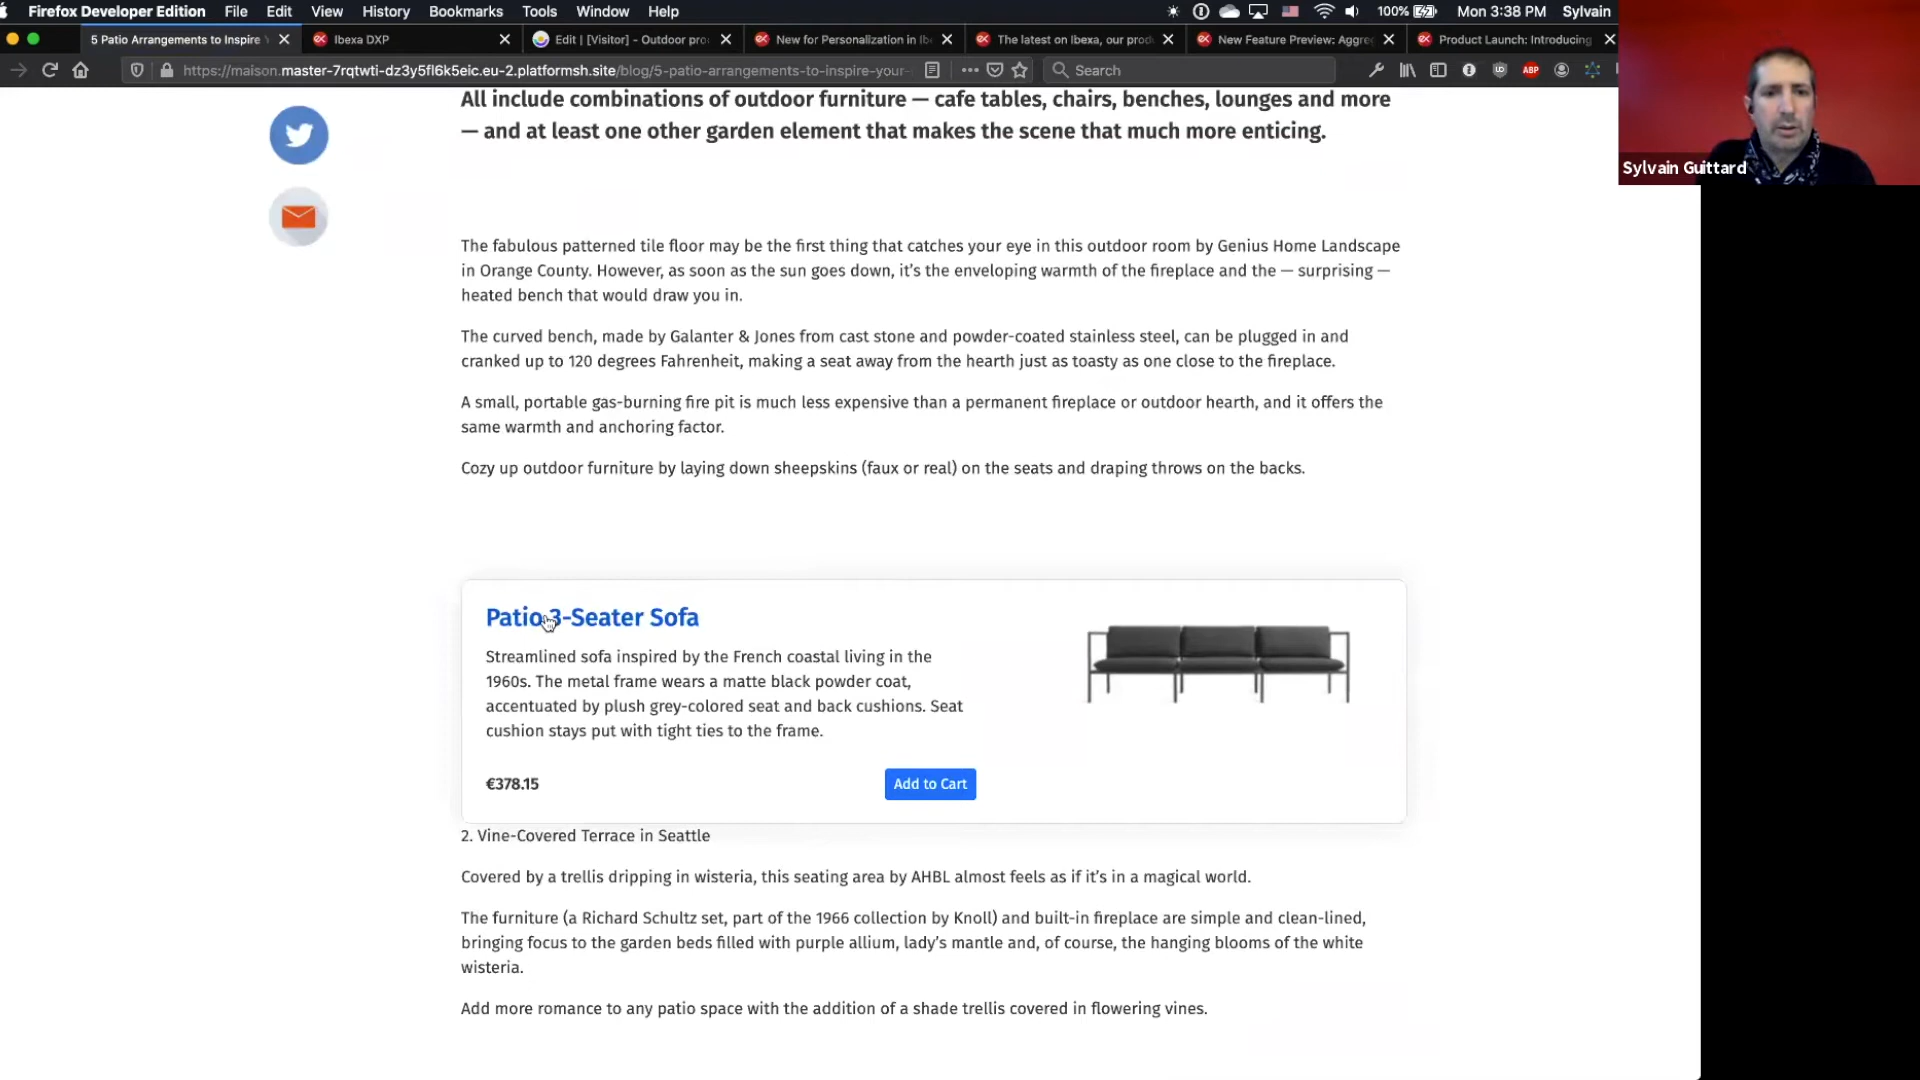 Firefox Developer Edition File Edit View History Bookmarks Tools Window Help 100% Mon 3:38 PM Sylvain
5 Patio Arrangements to Inspire Ibexa DXP Edit | [Visitor] - Outdoor pro New for Personalization in Ib The latest on Ibexa, our prod New Feature Preview: Aggre Product Launch: Introducing
https://maison.master-7rqtwti-dz3y5fl6k5eic.eu-2.platformsh.site/blog/5-patio-arrangements-to-inspire-your- Search ABP
All include combinations of outdoor furniture — cafe tables, chairs, benches, lounges and more
— and at least one other garden element that makes the scene that much more enticing.
Sylvain Guittard
The fabulous patterned tile floor may be the first thing that catches your eye in this outdoor room by Genius Home Landscape
in Orange County. However, as soon as the sun goes down, it's the enveloping warmth of the fireplace and the — surprising —
heated bench that would draw you in.
The curved bench, made by Galanter & Jones from cast stone and powder-coated stainless steel, can be plugged in and
cranked up to 120 degrees Fahrenheit, making a seat away from the hearth just as toasty as one close to the fireplace.
A small, portable gas-burning fire pit is much less expensive than a permanent fireplace or outdoor hearth, and it offers the
same warmth and anchoring factor.
Cozy up outdoor furniture by laying down sheepskins (faux or real) on the seats and draping throws on the backs.
Patio 3-Seater Sofa
Streamlined sofa inspired by the French coastal living in the
1960s. The metal frame wears a matte black powder coat,
accentuated by plush grey-colored seat and back cushions. Seat
cushion stays put with tight ties to the frame.
€378.15 Add to Cart
2. Vine-Covered Terrace in Seattle
Covered by a trellis dripping in wisteria, this seating area by AHBL almost feels as if it's in a magical world.
The furniture (a Richard Schultz set, part of the 1966 collection by Knoll) and built-in fireplace are simple and clean-lined,
bringing focus to the garden beds filled with purple allium, lady's mantle and, of course, the hanging blooms of the white
wisteria.
Add more romance to any patio space with the addition of a shade trellis covered in flowering vines.